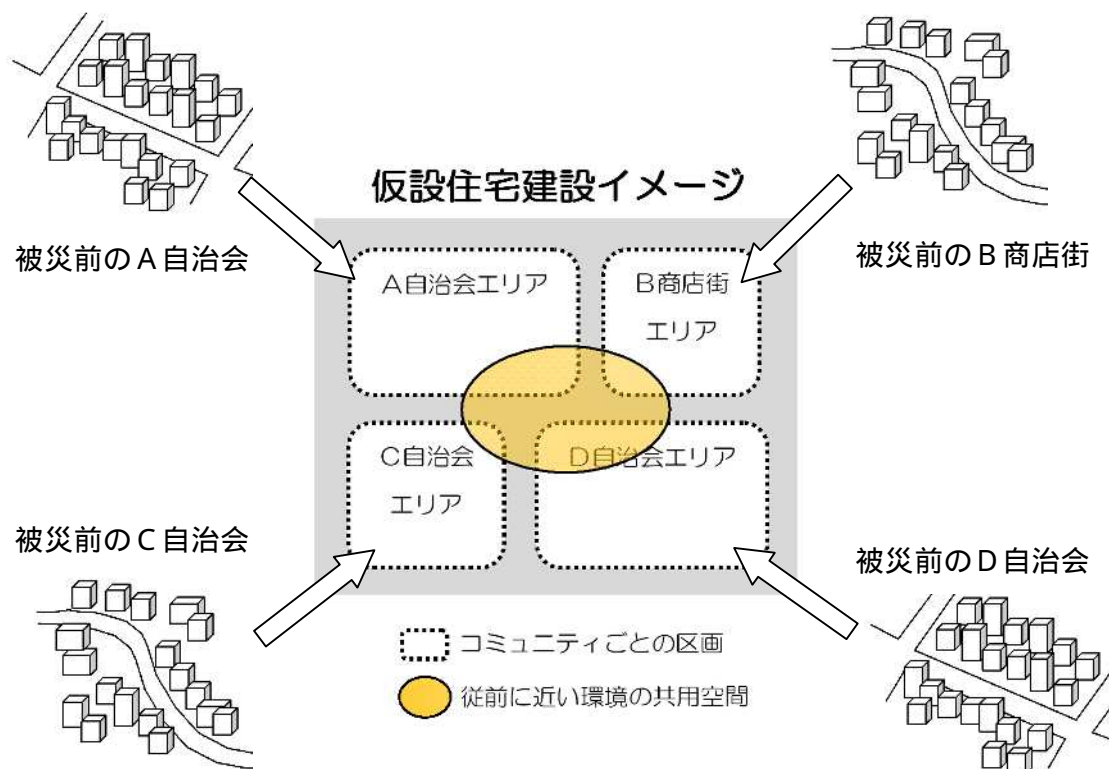 仮設住宅建設イメージ
被災前のA自治会
被災前のB商店街
A自治会エリア
B商店街
エリア
C自治会
エリア
D自治会エリア
被災前のC自治会
被災前のD自治会
コミュニティごとの区画
従前に近い環境の共用空間